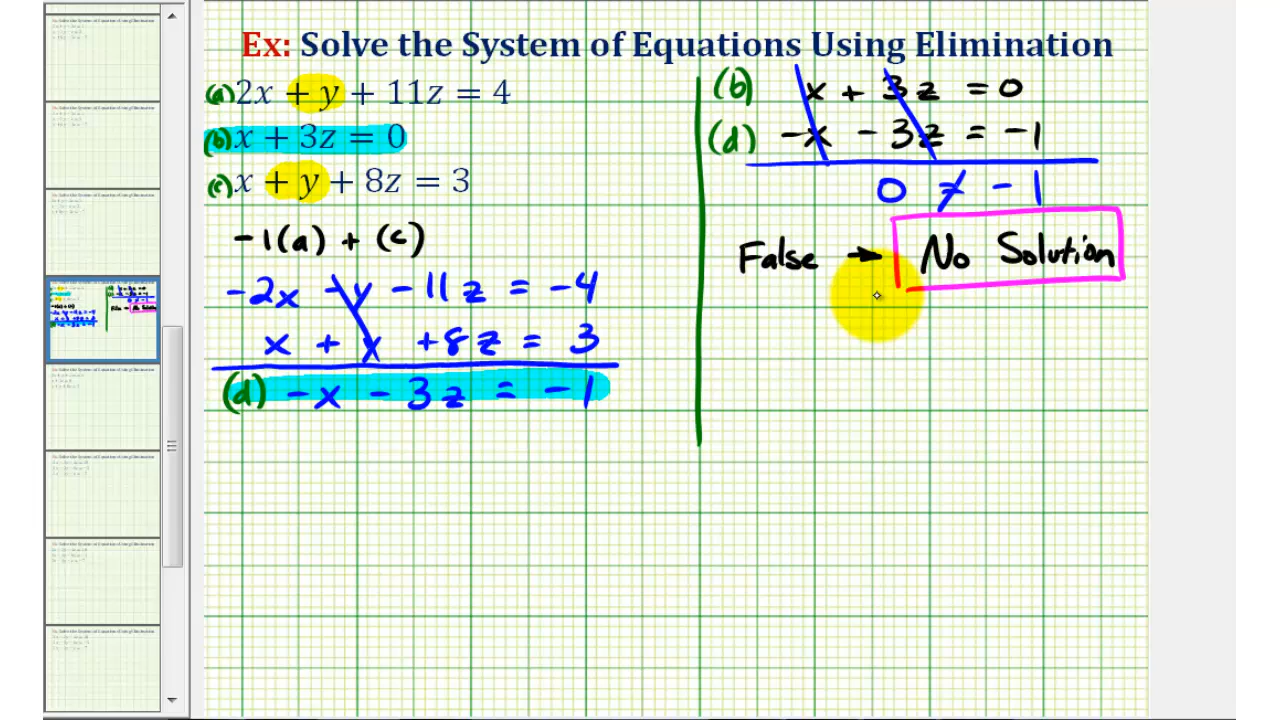 Ex: Solve the System of Equations Using Elimination
(a) 2x + y + 11z = 4
(b) x + 3z = 0
(c) x + y + 8z = 3
-1(a) + (c)
-2x - y - 11z = -4
x + y + 8z = 3
(d) -x - 3z = -1
(b) x + 3z = 0
(d) -x - 3z = -1
0 ≠ -1
False → No Solution